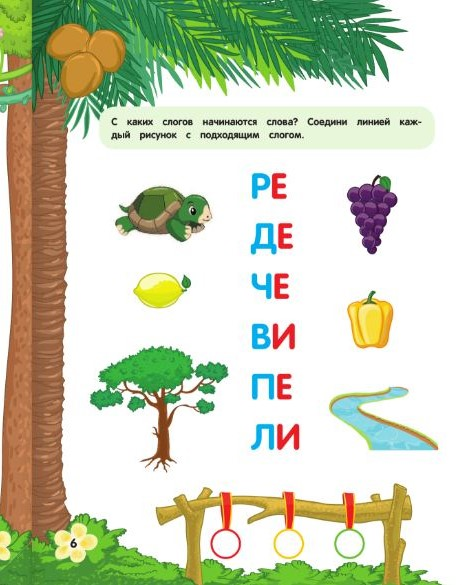 С каких слогов начинаются слова? Соедини линией каж-
дый рисунок с подходящим слогом.
РЕ
ДЕ
ЧЕ
ВИ
ПЕ
ЛИ
6